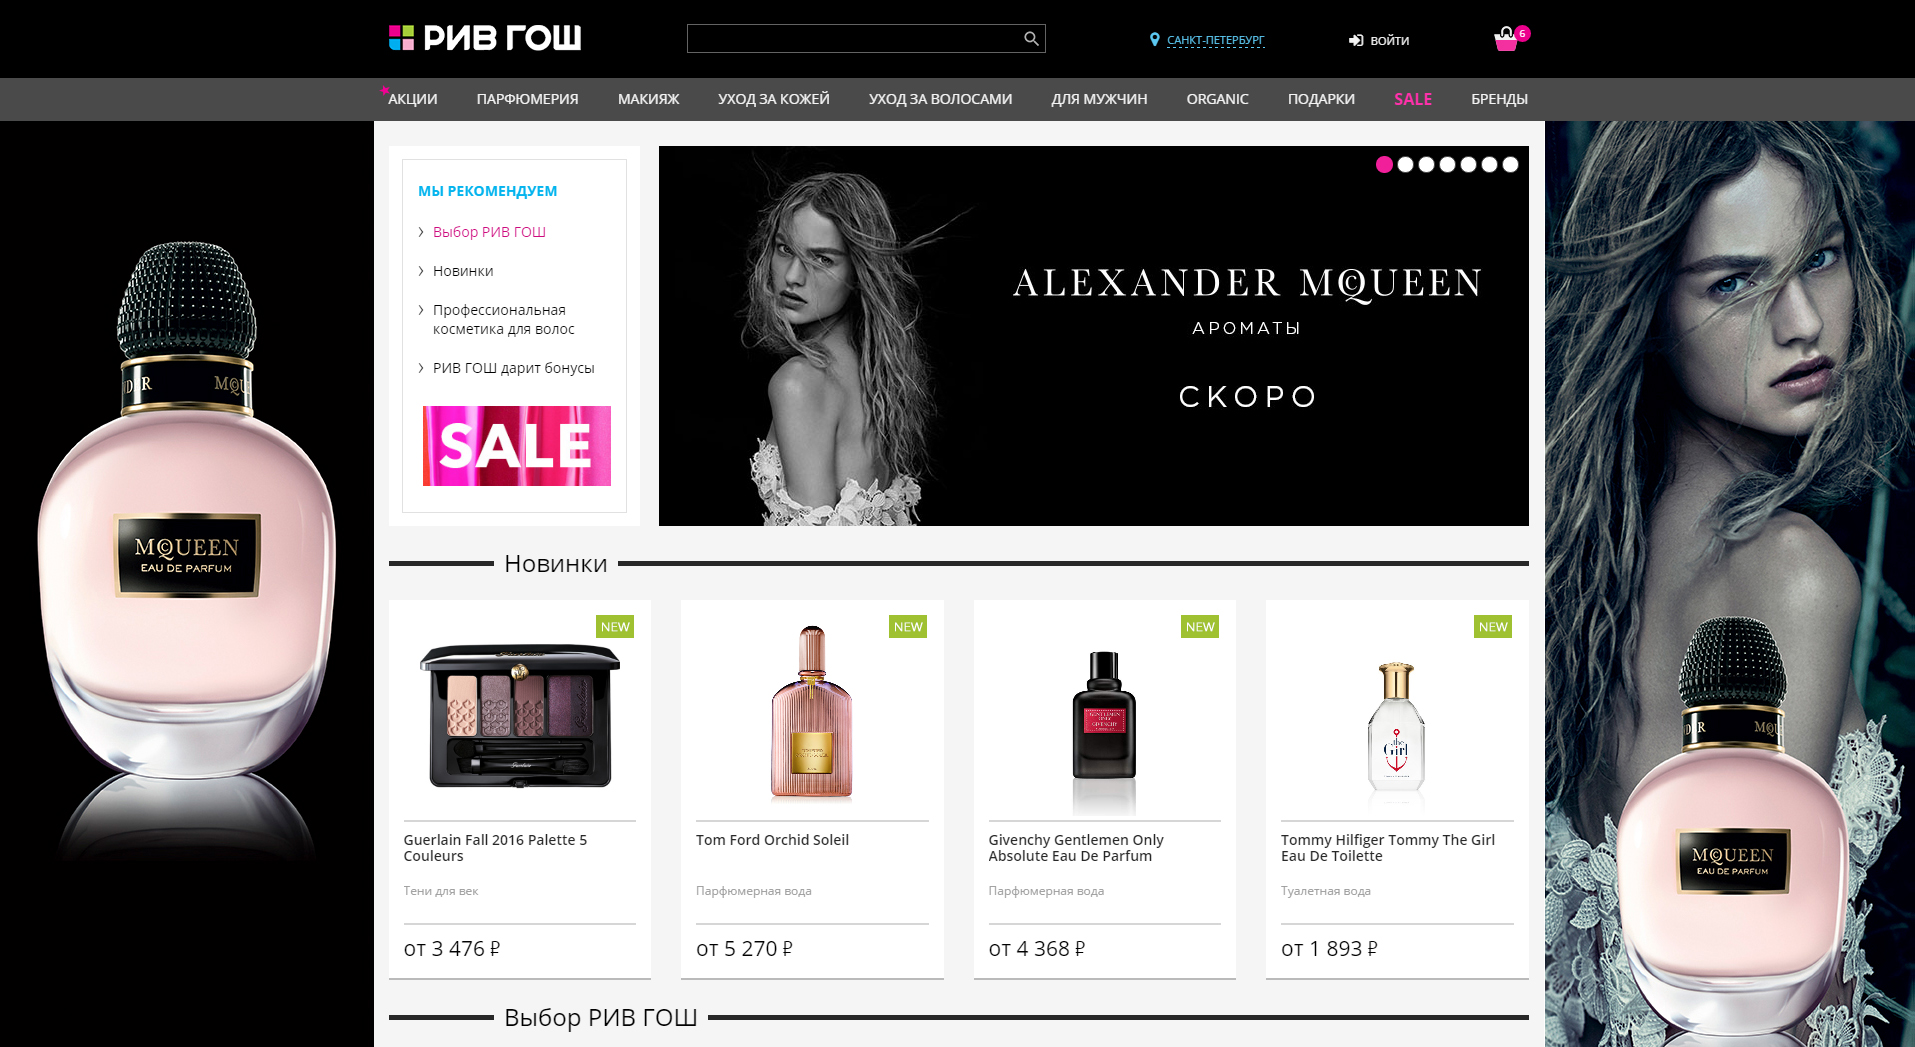 РИВ ГОШ
САНКТ-ПЕТЕРБУРГ
ВОЙТИ
6
АКЦИИ ПАРФЮМЕРИЯ МАКИЯЖ УХОД ЗА КОЖЕЙ УХОД ЗА ВОЛОСАМИ ДЛЯ МУЖЧИН ORGANIC ПОДАРКИ SALE БРЕНДЫ
МЫ РЕКОМЕНДУЕМ
Выбор РИВ ГОШ
Новинки
Профессиональная
косметика для волос
РИВ ГОШ дарит бонусы
SALE
ALEXANDER MCQUEEN
АРОМАТЫ
СКОРО
MCQUEEN
EAU DE PARFUM
Новинки
NEW
NEW
NEW
NEW
the
Girl
GENTLEMEN
ONLY
GIVENCHY
Guerlain Fall 2016 Palette 5
Couleurs
Тени для век
от 3 476 ₽
Tom Ford Orchid Soleil
Парфюмерная вода
от 5 270 ₽
Givenchy Gentlemen Only
Absolute Eau De Parfum
Парфюмерная вода
от 4 368 ₽
Tommy Hilfiger Tommy The Girl
Eau De Toilette
Туалетная вода
от 1 893 ₽
MCQUEEN
EAU DE PARFUM
Выбор РИВ ГОШ